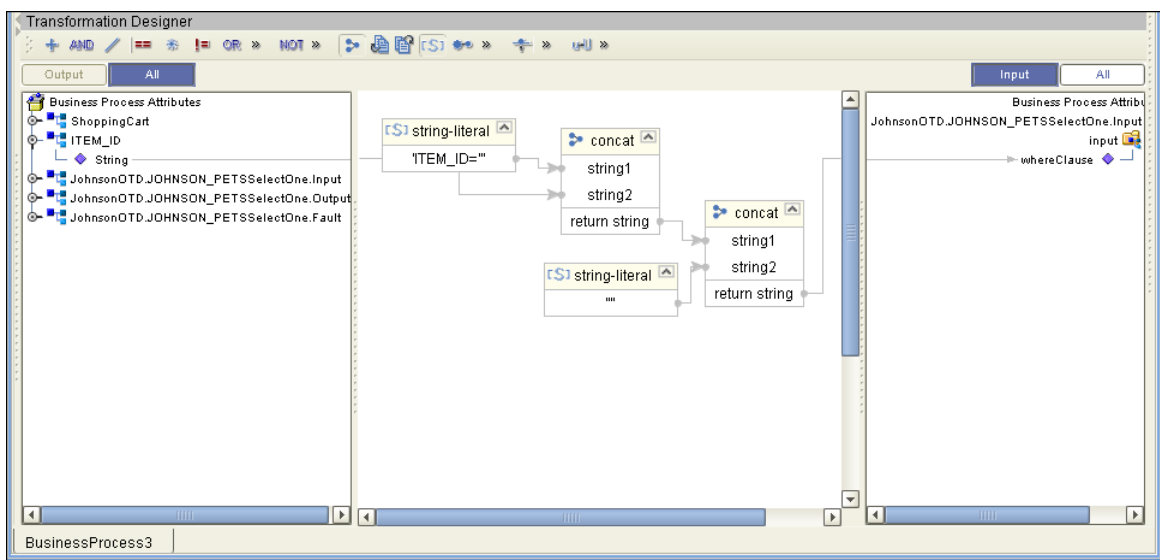 Transformation Designer
AND == != OR » NOT » [S] » » »
Output All Input All
Business Process Attributes
ShoppingCart
ITEM_ID
String
JohnsonOTD.JOHNSON_PETSSelectOne.Input
JohnsonOTD.JOHNSON_PETSSelectOne.Output
JohnsonOTD.JOHNSON_PETSSelectOne.Fault
[S] string-literal
'ITEM_ID='"
concat
string1
string2
return string
[S] string-literal
""
concat
string1
string2
return string
Business Process Attribu
JohnsonOTD.JOHNSON_PETSSelectOne.Input
input
whereClause
BusinessProcess3